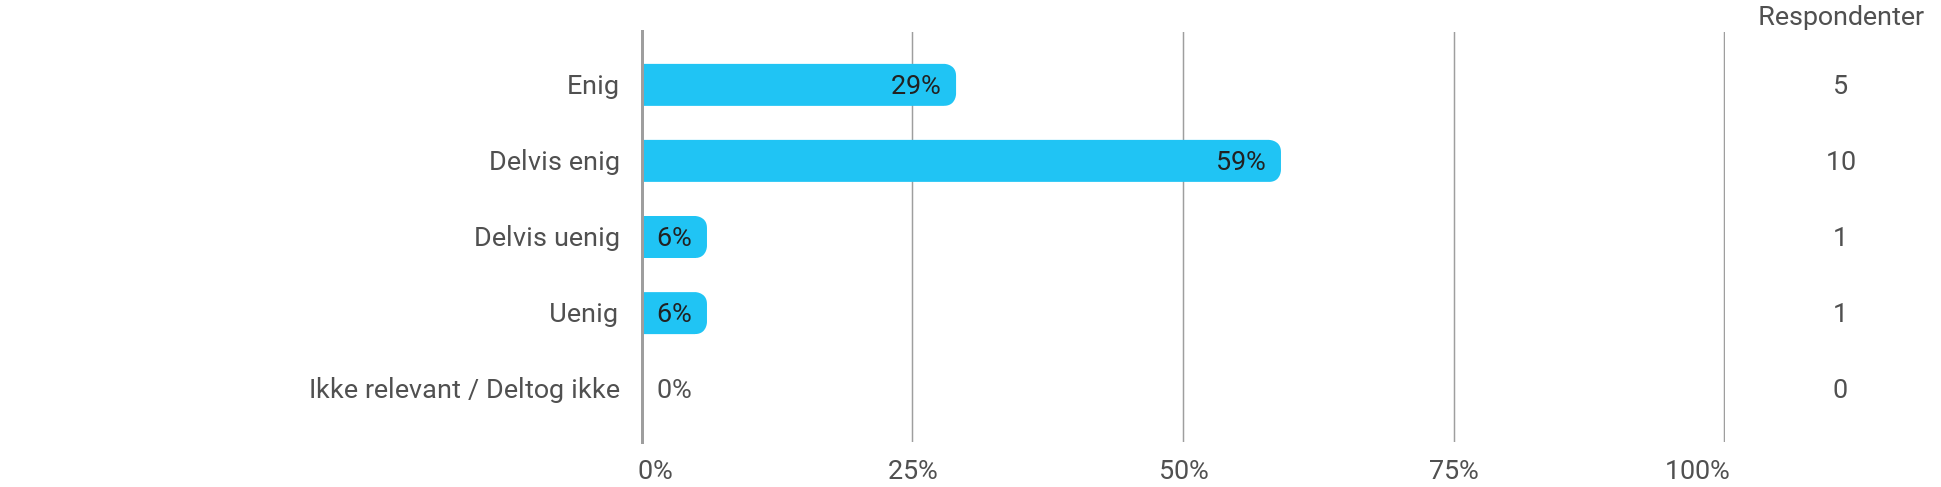 Respondenter
Enig 29% 5
Delvis enig 59% 10
Delvis uenig 6% 1
Uenig 6% 1
Ikke relevant / Deltog ikke 0% 0
0% 25% 50% 75% 100%